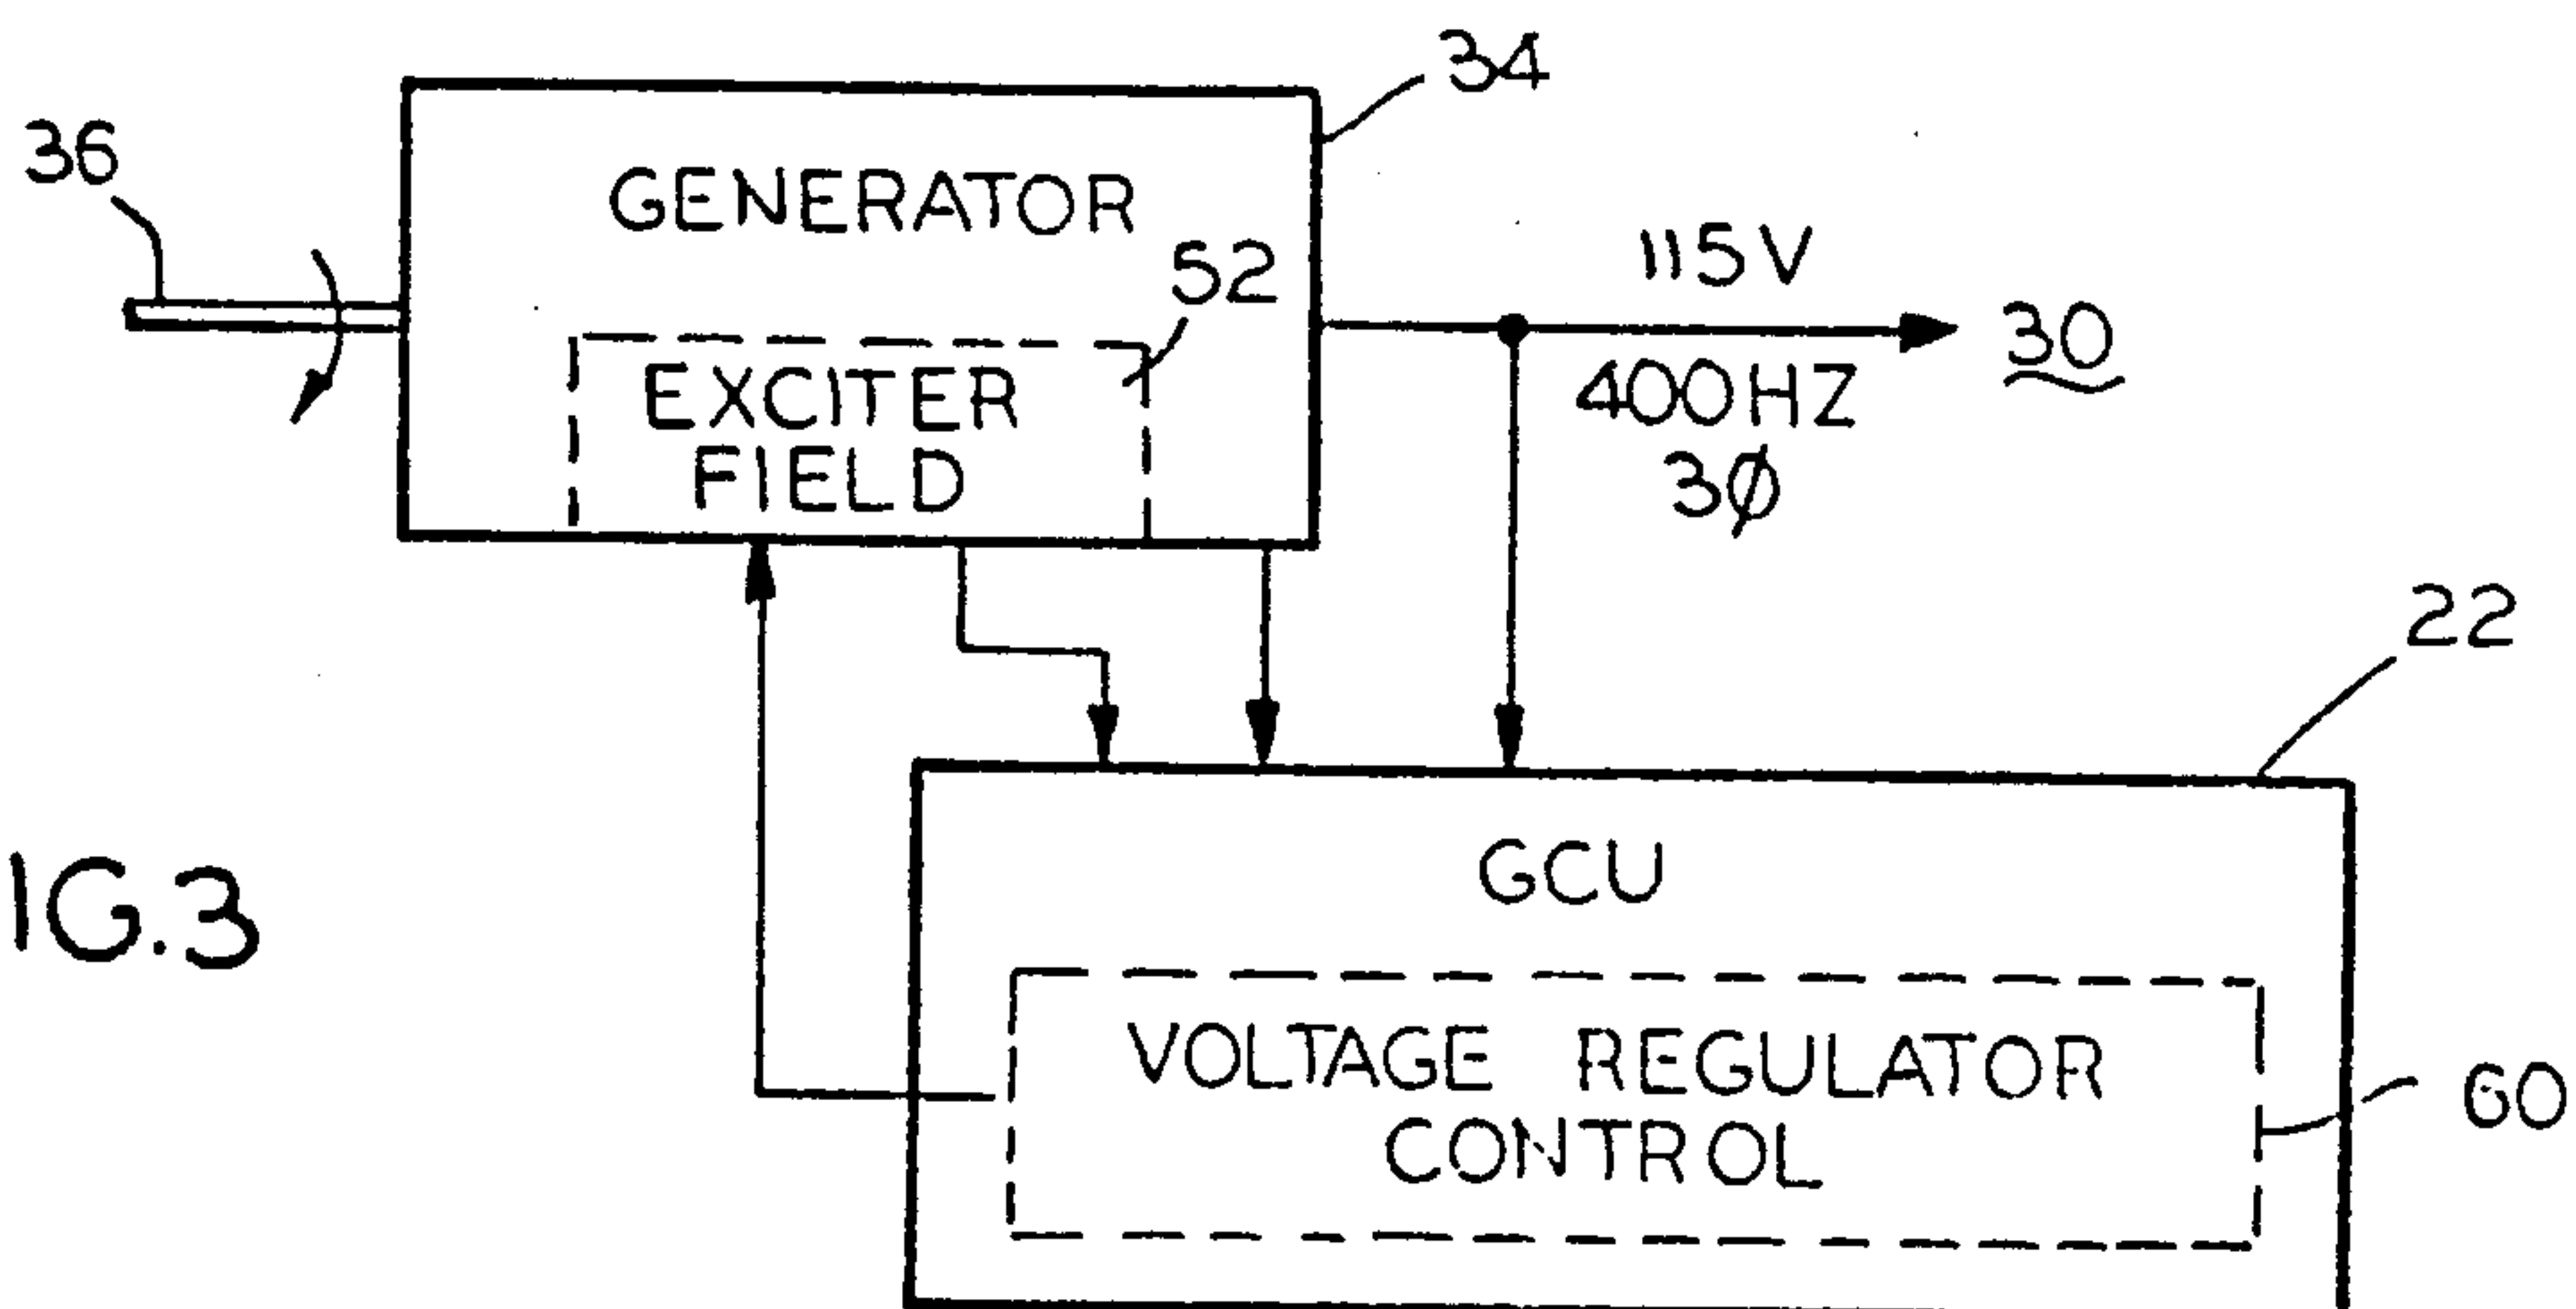 34
36
GENERATOR
52
115V
30
EXCITER
FIELD
400HZ
3Ø
22
GCU
IG.3
VOLTAGE REGULATOR
CONTROL
60